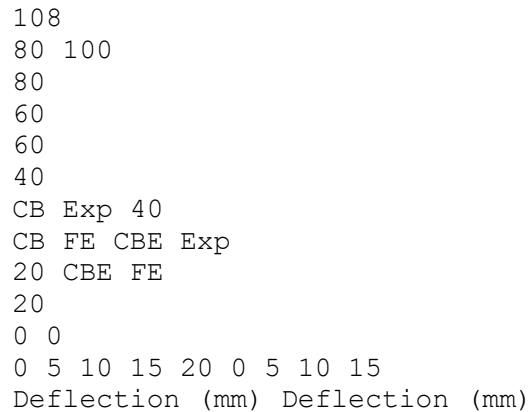 108
80 100
80
60
60
40
CB Exp 40
CB FE CBE Exp
20 CBE FE
20
0 0
0 5 10 15 20 0 5 10 15
Deflection (mm) Deflection (mm)